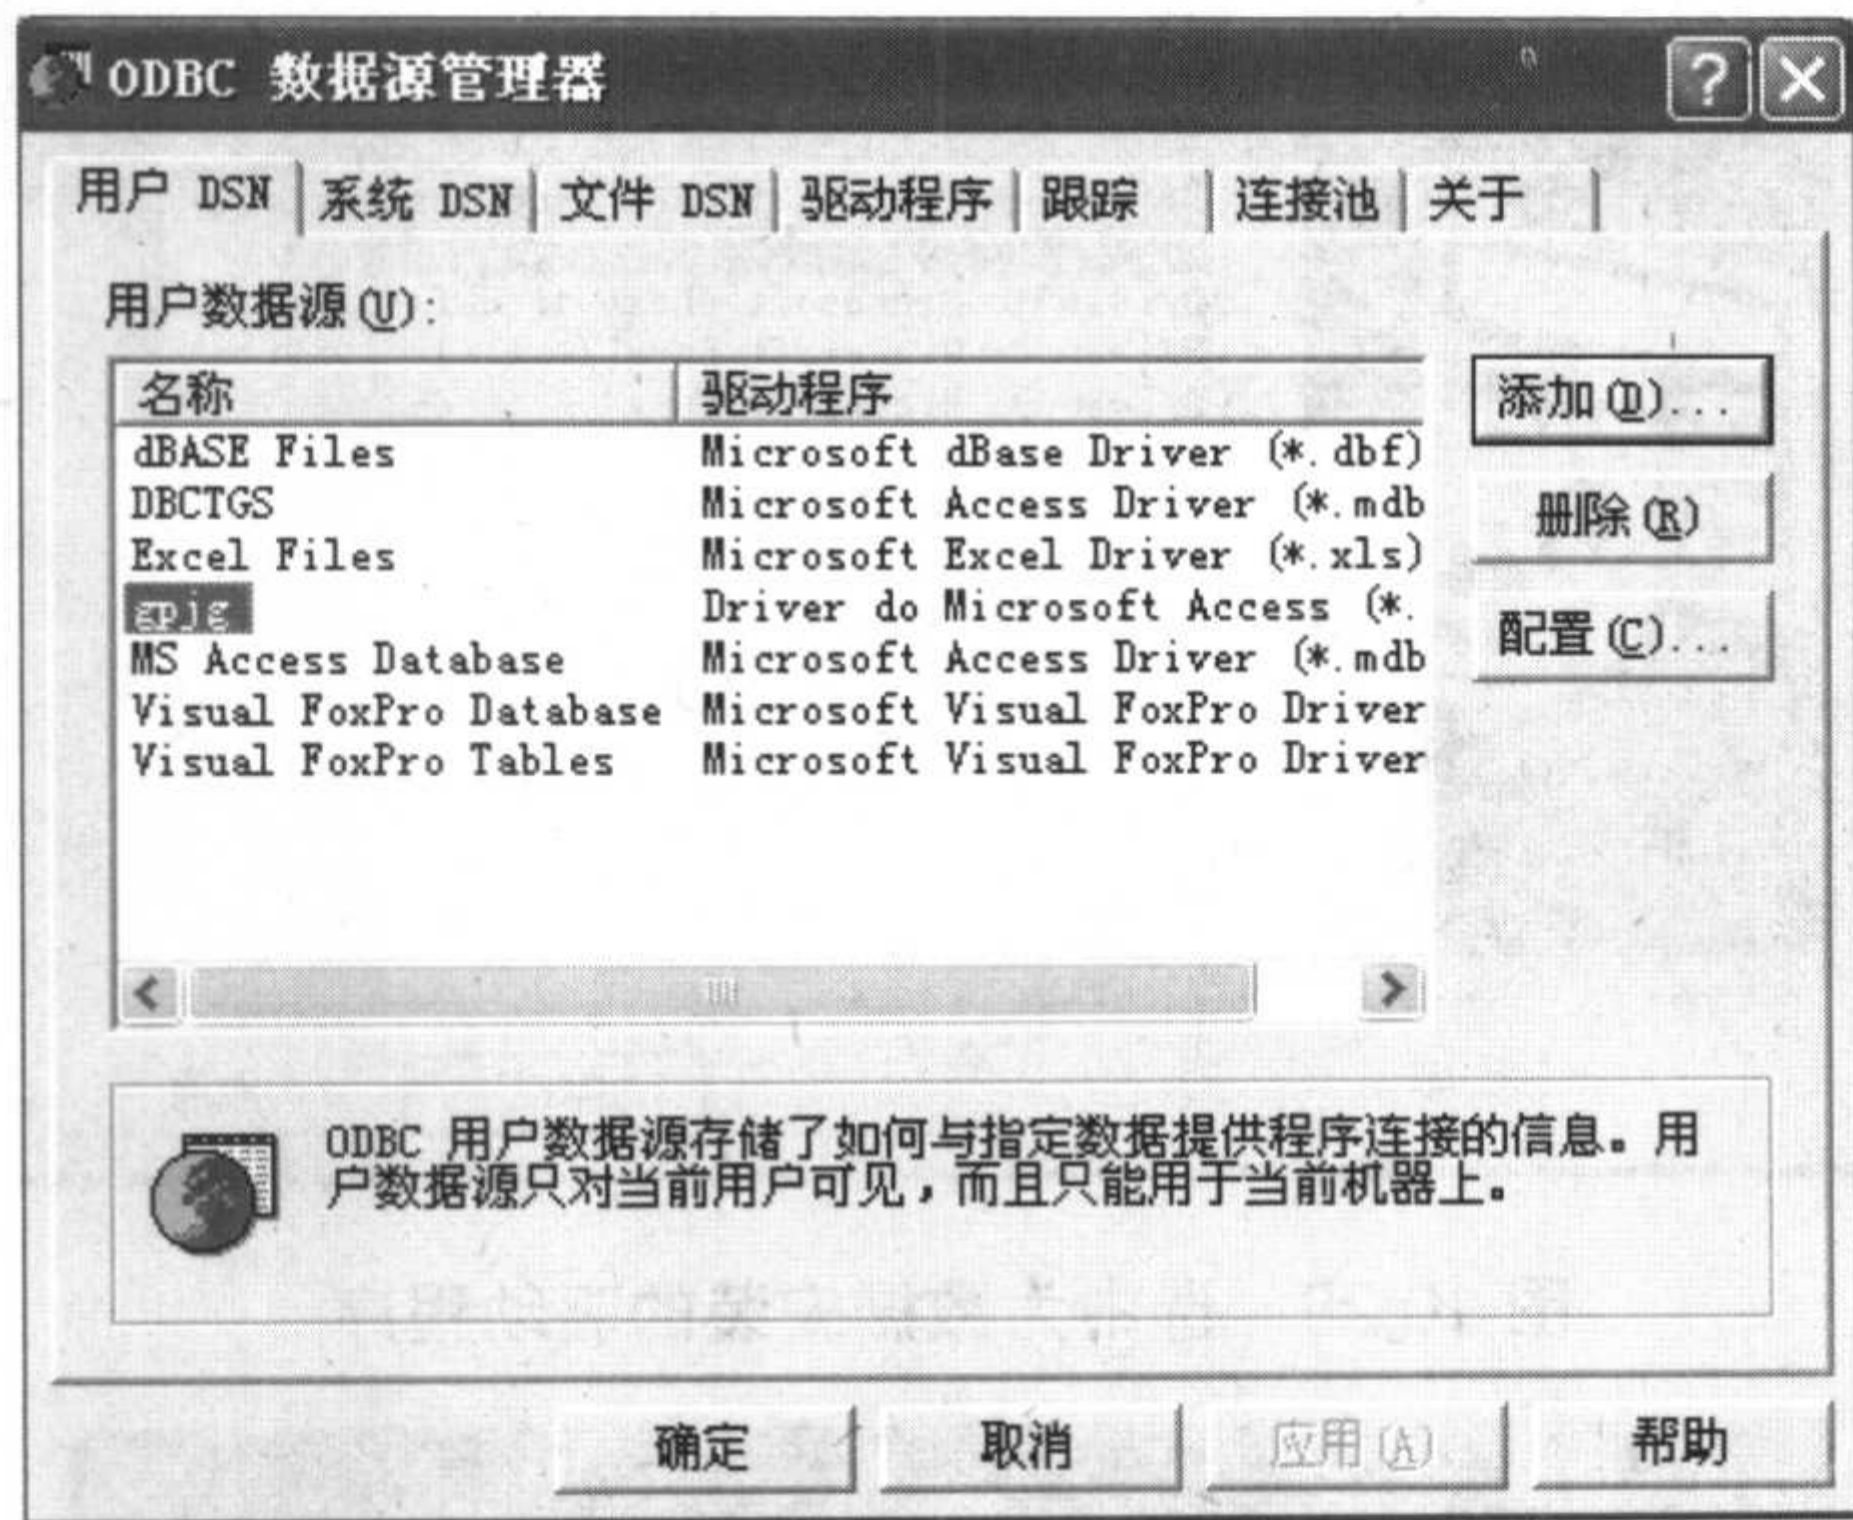 ODBC 数据源管理器
用户 DSN 系统 DSN 文件 DSN 驱动程序 跟踪 连接池 关于
用户数据源(U):
名称 驱动程序
dBASE Files Microsoft dBase Driver (*.dbf)
DBCTGS Microsoft Access Driver (*.mdb
Excel Files Microsoft Excel Driver (*.xls)
gpjg Driver do Microsoft Access (*.
MS Access Database Microsoft Access Driver (*.mdb
Visual FoxPro Database Microsoft Visual FoxPro Driver
Visual FoxPro Tables Microsoft Visual FoxPro Driver
添加(D)...
删除(R)
配置(C)...
ODBC 用户数据源存储了如何与指定数据提供程序连接的信息。用
户数据源只对当前用户可见，而且只能用于当前机器上。
确定 取消 应用(A) 帮助